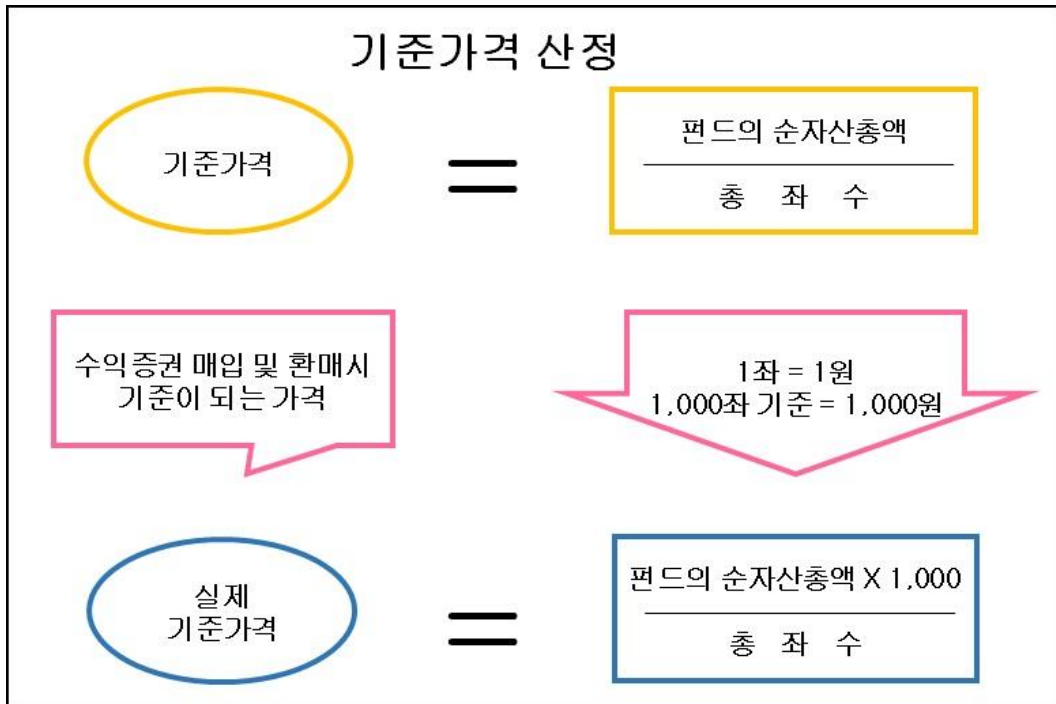 기준가격 산정
기준가격
=
펀드의 순자산총액
총 좌 수
수익증권 매입 및 환매시
기준이 되는 가격
1좌 = 1원
1,000좌 기준 = 1,000원
실제
기준가격
=
펀드의 순자산총액 X 1,000
총 좌 수